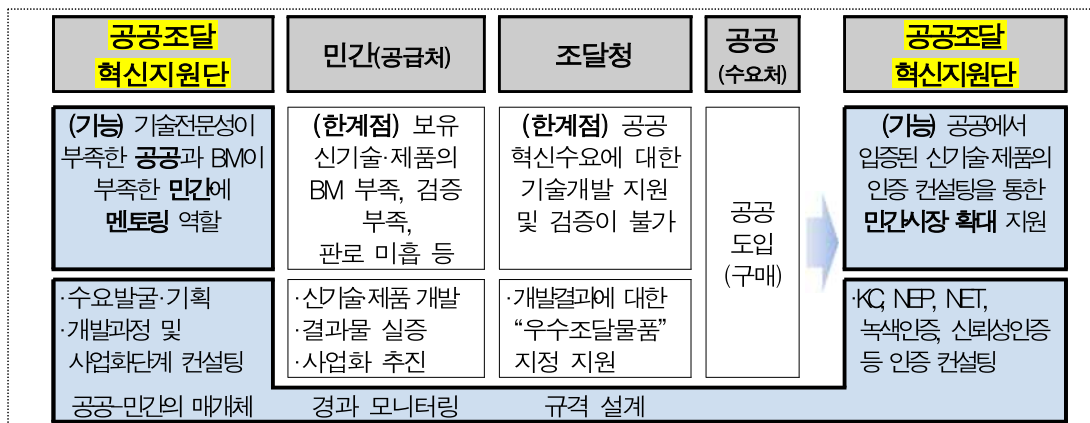 공공조달
혁신지원단
민간(공급처)
조달청
공공
(수요처)
공공조달
혁신지원단
(기능) 기술전문성이
부족한 공공과 BM이
부족한 민간에
멘토링 역할
(한계점) 보유
신기술·제품의
BM 부족, 검증
부족,
판로 미흡 등
(한계점) 공공
혁신수요에 대한
기술개발 지원
및 검증이 불가
공공
도입
(구매)
(기능) 공공에서
입증된 신기술·제품의
인증 컨설팅을 통한
민간시장 확대 지원
·수요발굴·기획
·개발과정 및
사업화단계 컨설팅
·신기술·제품 개발
·결과물 실증
·사업화 추진
·개발결과에 대한
“우수조달물품”
지정 지원
·KC, NEP, NET,
녹색인증, 신뢰성인증
등 인증 컨설팅
공공-민간의 매개체
경과 모니터링
규격 설계